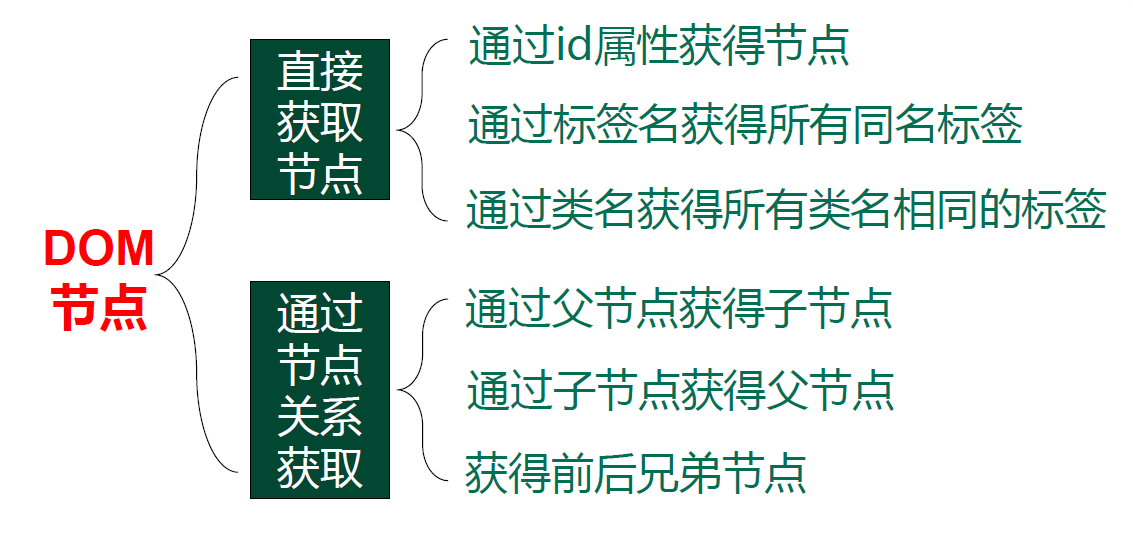 DOM
节点
直接
获取
节点
通过id属性获得节点
通过标签名获得所有同名标签
通过类名获得所有类名相同的标签
通过
节点
关系
获取
通过父节点获得子节点
通过子节点获得父节点
获得前后兄弟节点